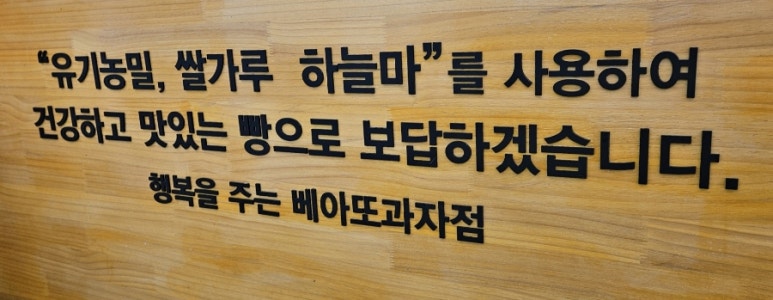 “유기농밀, 쌀가루 하늘마”를 사용하여
건강하고 맛있는 빵으로 보답하겠습니다.
행복을 주는 베아또과자점